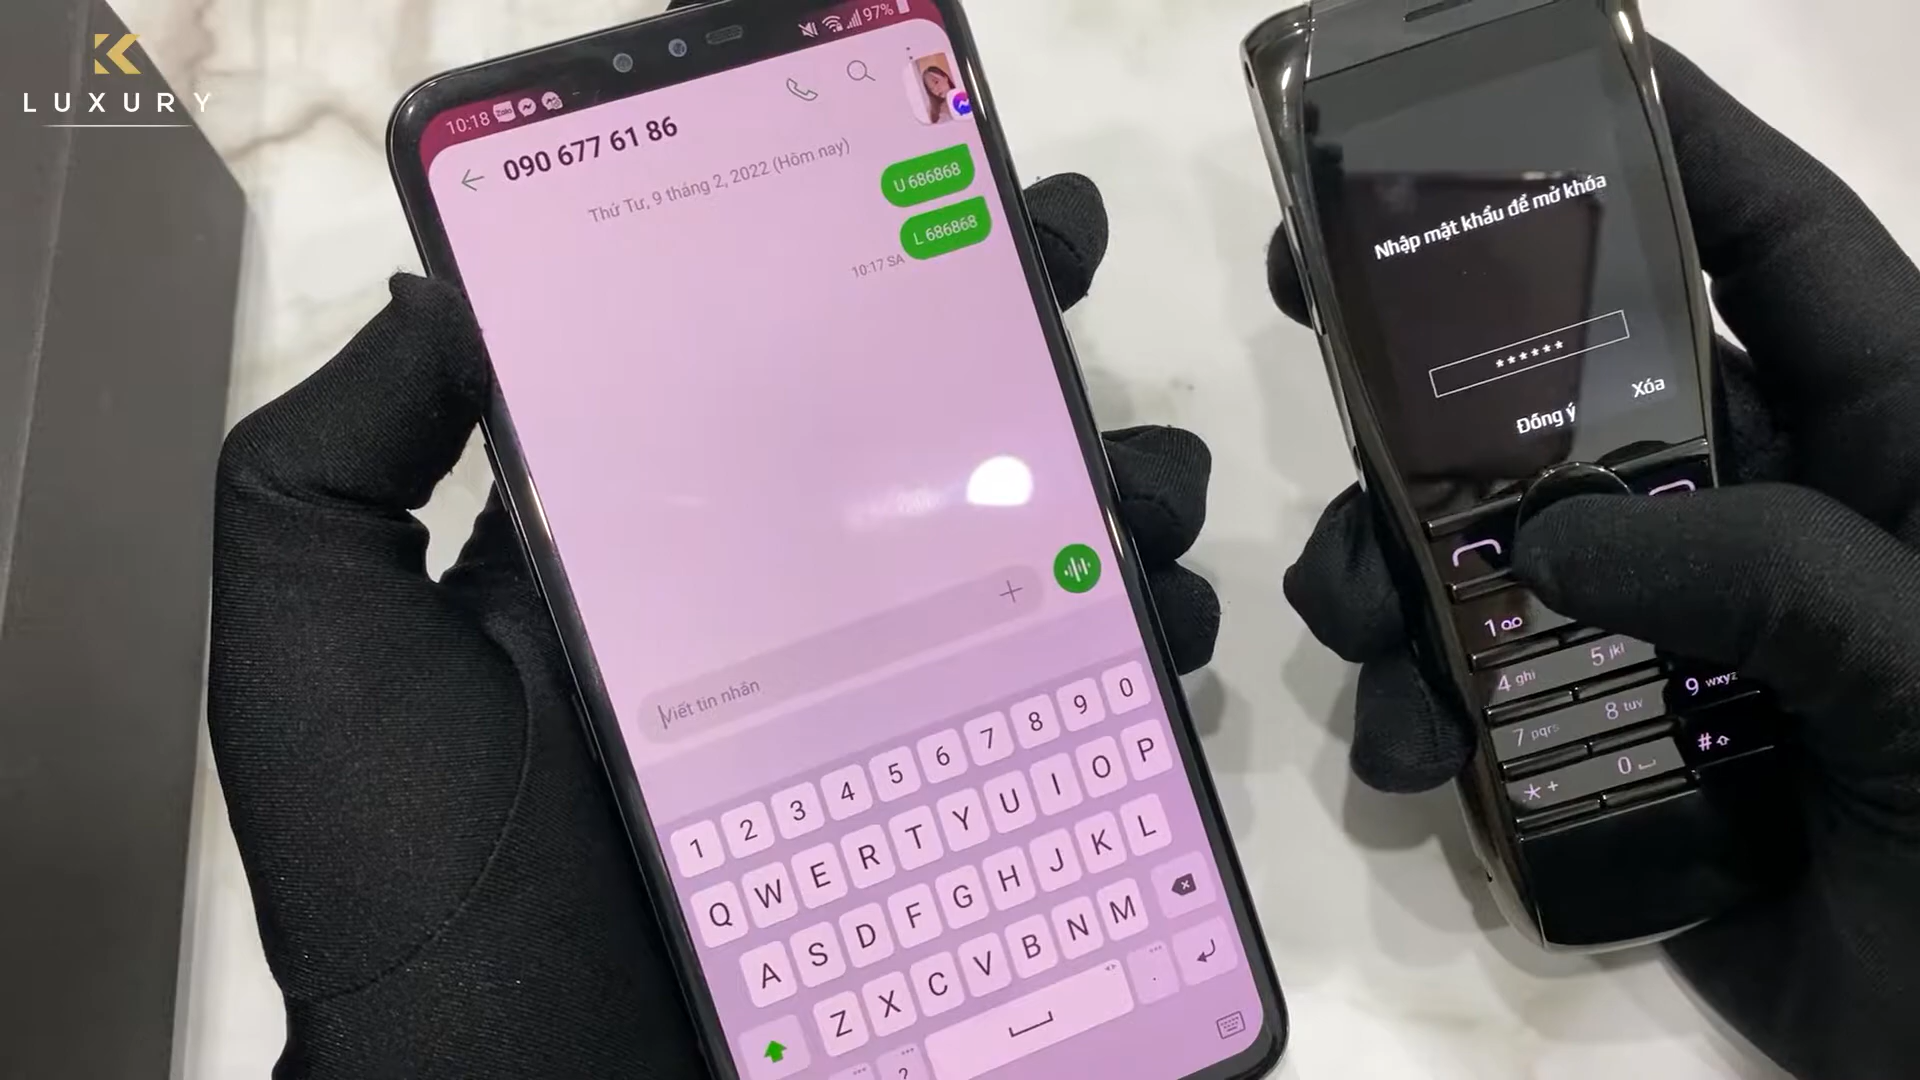 LUXURY
10:18
97%
090 677 61 86
Thứ Tư, 9 tháng 2, 2022 (Hôm nay)
U 686868
L 686868
10:17 SA
Viết tin nhắn
1 2 3 4 5 6 7 8 9 0
Q W E R T Y U I O P
A S D F G H J K L
Z X C V B N M
?
.
Nhập mật khẩu để mở khóa
******
Đồng ý
Xóa
1
4 ghi
5 jkl
7 pqrs
8 tuv
9 wxyz
* +
0
#